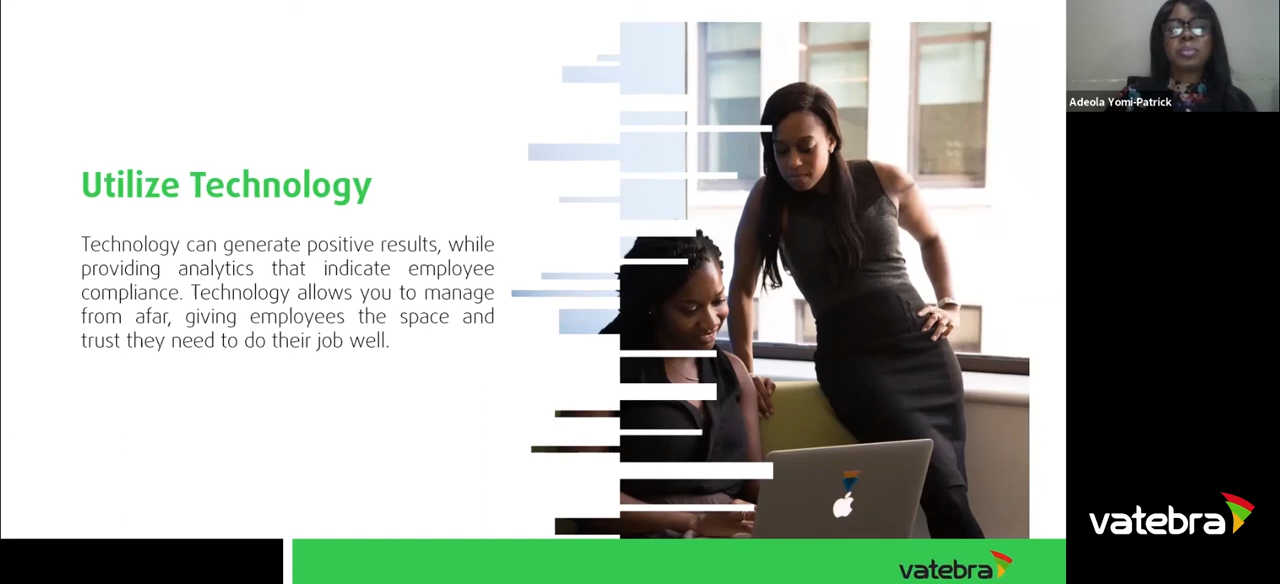 Utilize Technology
Technology can generate positive results, while
providing analytics that indicate employee
compliance. Technology allows you to manage
from afar, giving employees the space and
trust they need to do their job well.
Adeola Yomi-Patrick
vatebra
vatebra